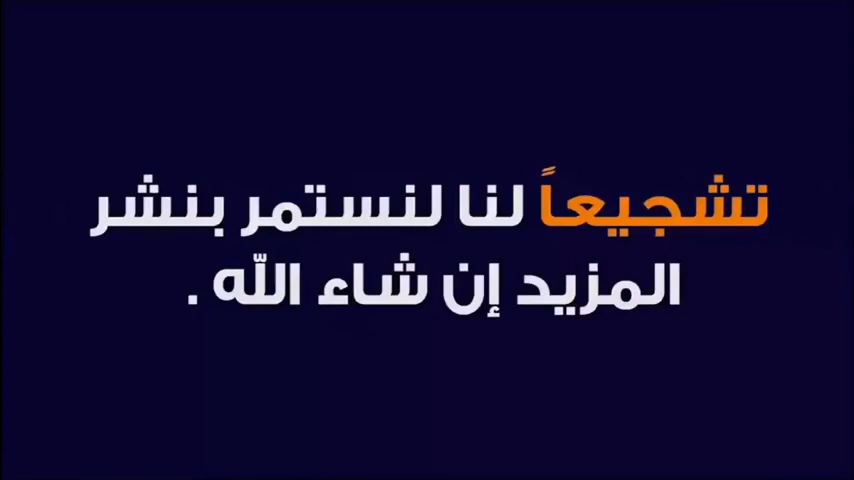 تشجيعاً لنا لنستمر بنشر
المزيد إن شاء الله .